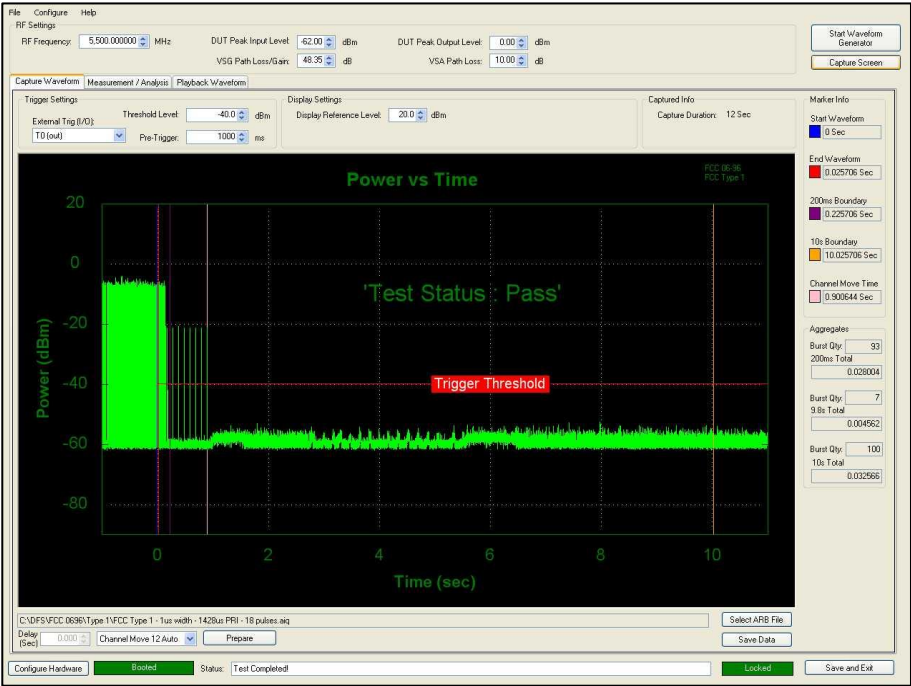 File Configure Help
RF Settings
RF Frequency: 5,500.000000 MHz
DUT Peak Input Level: -62.00 dBm
DUT Peak Output Level: 0.00 dBm
VSG Path Loss/Gain: 48.35 dB
VSA Path Loss: 10.00 dB
Start Waveform Generator
Capture Screen
Capture Waveform Measurement / Analysis Playback Waveform
Trigger Settings
External Trig (I/O):
T0 (out)
Threshold Level: -40.0 dBm
Pre-Trigger: 1000 ms
Display Settings
Display Reference Level: 20.0 dBm
Captured Info
Capture Duration: 12 Sec
Marker Info
Start Waveform
0 Sec
End Waveform
0.025706 Sec
200ms Boundary
0.225706 Sec
10s Boundary
10.025706 Sec
Channel Move Time
0.900644 Sec
Aggregates
Burst Qty: 93
200ms Total
0.028004
Burst Qty: 7
9.8s Total
0.004562
Burst Qty: 100
10s Total
0.032566
Power vs Time
FCC 06-96
FCC Type 1
20
0
-20
-40
-60
-80
Power (dBm)
'Test Status : Pass'
Trigger Threshold
0 2 4 6 8 10
Time (sec)
C:\DFS\FCC 0696\Type 1\FCC Type 1 - 1us width - 1428us PRI - 18 pulses.aiq
Select ARB File
Delay (Sec) 0.000
Channel Move 12 Auto
Prepare
Save Data
Configure Hardware
Booted
Status: Test Completed!
Locked
Save and Exit